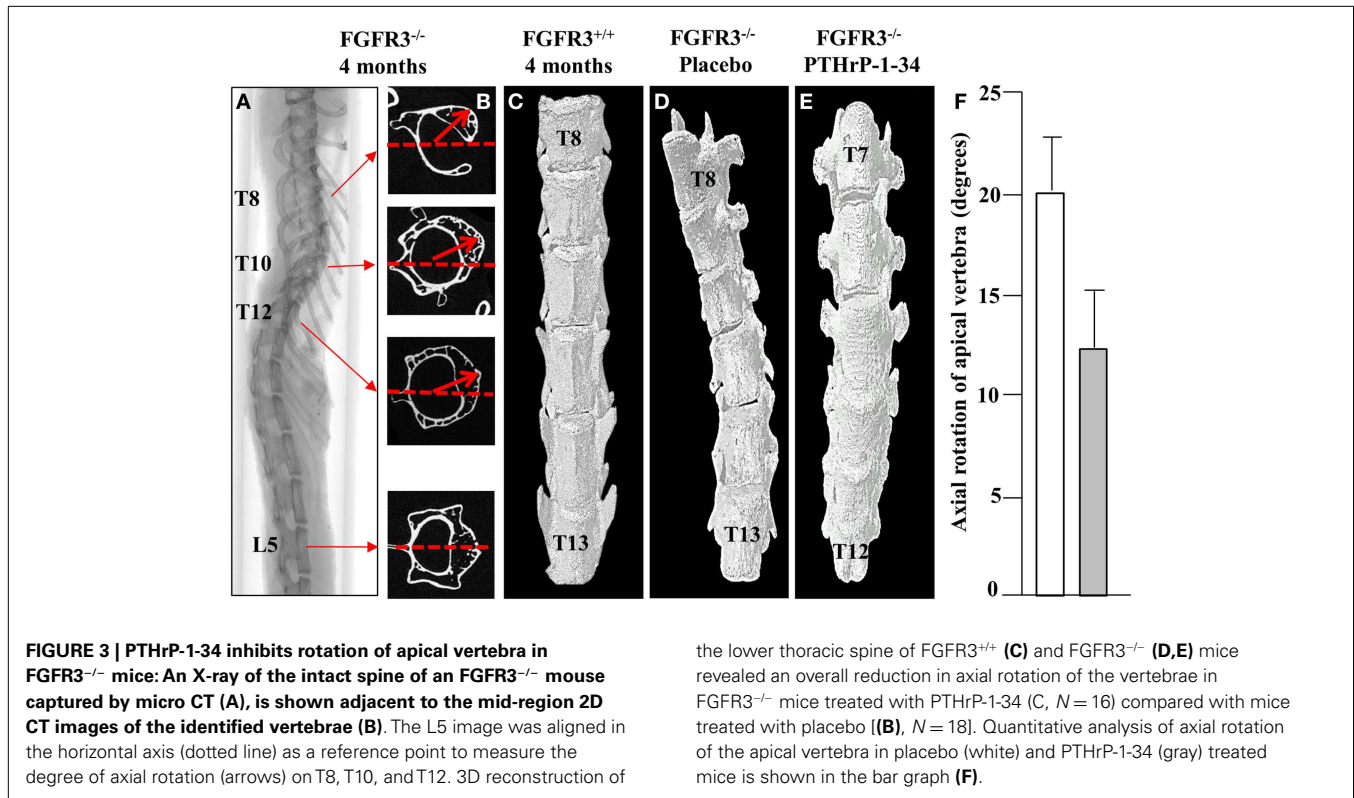 FGFR3-/-
4 months
FGFR3+/+
4 months
FGFR3-/-
Placebo
FGFR3-/-
PTHrP-1-34
A
B
C
D
E
F
T8
T10
T12
L5
T8
T13
T8
T13
T7
T12
Axial rotation of apical vertebra (degrees)
25
20
15
10
5
0
FIGURE 3 | PTHrP-1-34 inhibits rotation of apical vertebra in
FGFR3−/− mice: An X-ray of the intact spine of an FGFR3−/− mouse
captured by micro CT (A), is shown adjacent to the mid-region 2D
CT images of the identified vertebrae (B). The L5 image was aligned in
the horizontal axis (dotted line) as a reference point to measure the
degree of axial rotation (arrows) on T8, T10, and T12. 3D reconstruction of
the lower thoracic spine of FGFR3+/+ (C) and FGFR3−/− (D,E) mice
revealed an overall reduction in axial rotation of the vertebrae in
FGFR3−/− mice treated with PTHrP-1-34 (C, N = 16) compared with mice
treated with placebo [(B), N = 18]. Quantitative analysis of axial rotation
of the apical vertebra in placebo (white) and PTHrP-1-34 (gray) treated
mice is shown in the bar graph (F).